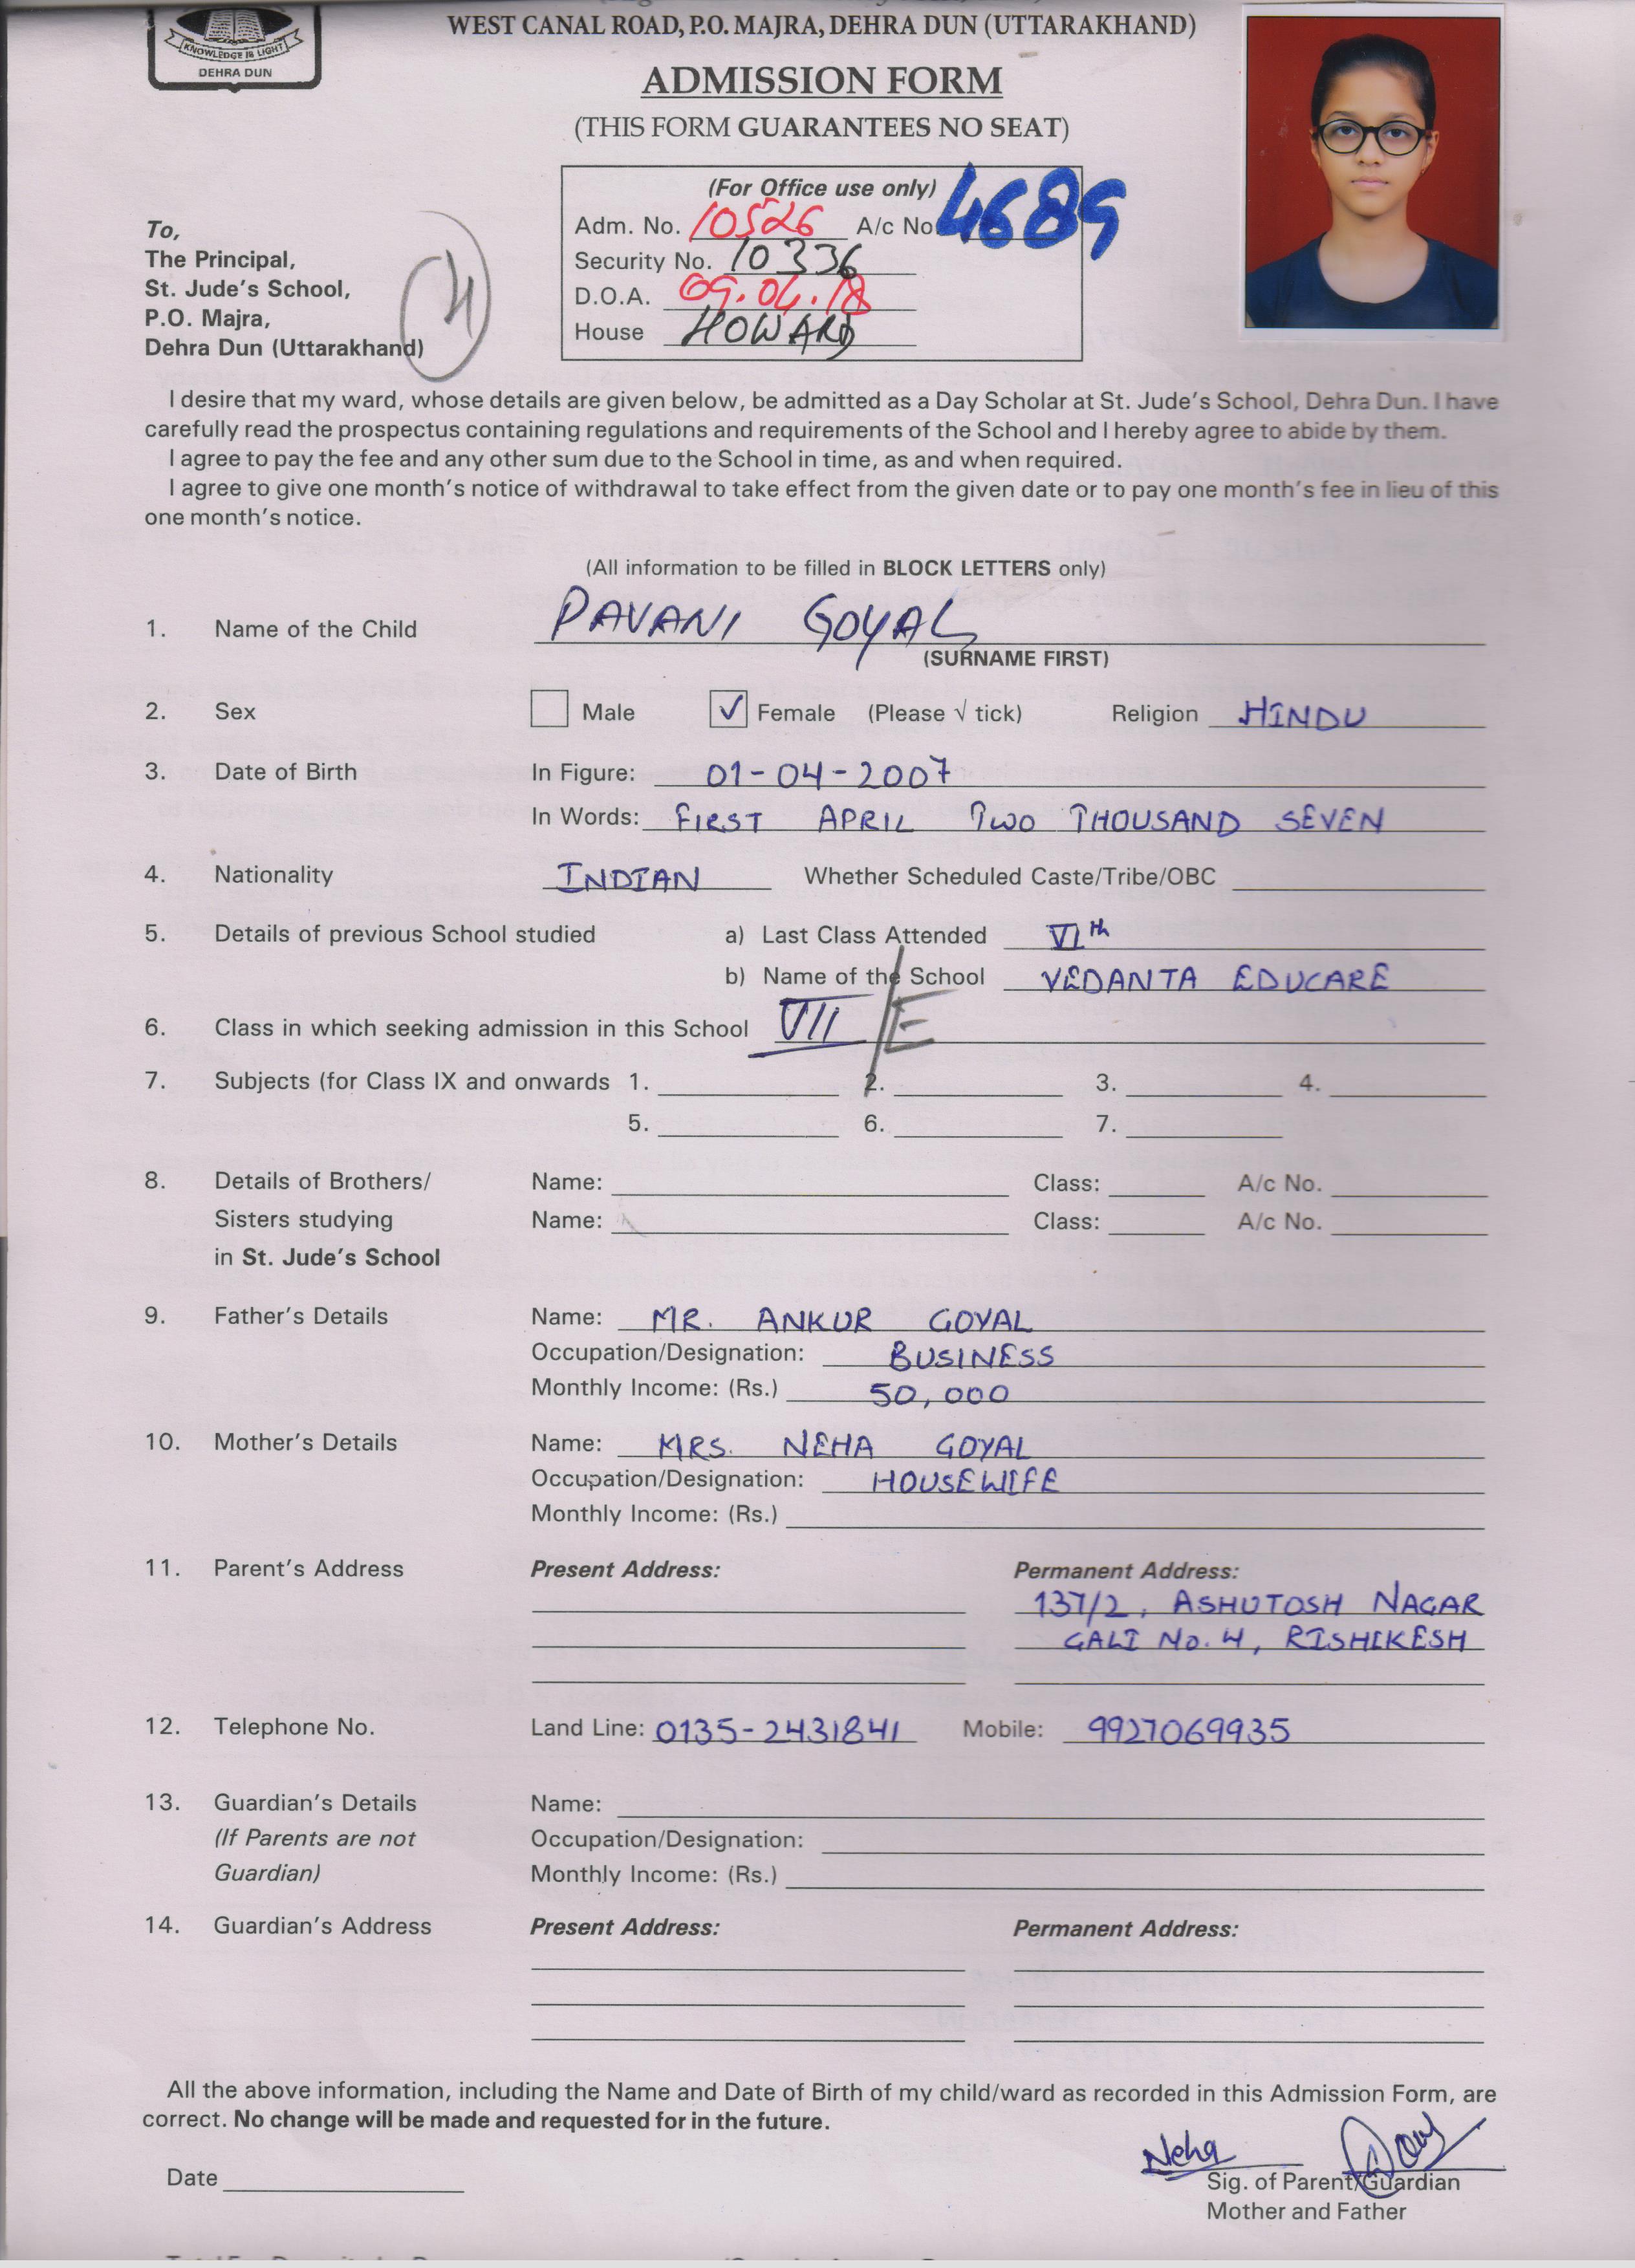 KNOWLEDGE IS LIGHT
DEHRA DUN
WEST CANAL ROAD, P.O. MAJRA, DEHRA DUN (UTTARAKHAND)
ADMISSION FORM
(THIS FORM GUARANTEES NO SEAT)
(For Office use only)
Adm. No. 10526 A/c No. 4689
Security No. 10336
D.O.A. 09.04.18
House HOWARD
To,
The Principal,
St. Jude's School,
P.O. Majra,
Dehra Dun (Uttarakhand)
4
I desire that my ward, whose details are given below, be admitted as a Day Scholar at St. Jude's School, Dehra Dun. I have
carefully read the prospectus containing regulations and requirements of the School and I hereby agree to abide by them.
I agree to pay the fee and any other sum due to the School in time, as and when required.
I agree to give one month's notice of withdrawal to take effect from the given date or to pay one month's fee in lieu of this
one month's notice.
(All information to be filled in BLOCK LETTERS only)
1. Name of the Child PAVANI GOYAL
(SURNAME FIRST)
2. Sex Male ✓ Female (Please √ tick) Religion HINDU
3. Date of Birth In Figure: 01-04-2007
In Words: FIRST APRIL TWO THOUSAND SEVEN
4. Nationality INDIAN Whether Scheduled Caste/Tribe/OBC
5. Details of previous School studied a) Last Class Attended VIth
b) Name of the School VEDANTA EDUCARE
6. Class in which seeking admission in this School VII/E
7. Subjects (for Class IX and onwards 1. 2. 3. 4.
5. 6. 7.
8. Details of Brothers/ Name: Class: A/c No.
Sisters studying Name: Class: A/c No.
in St. Jude's School
9. Father's Details Name: MR. ANKUR GOYAL
Occupation/Designation: BUSINESS
Monthly Income: (Rs.) 50,000
10. Mother's Details Name: MRS. NEHA GOYAL
Occupation/Designation: HOUSEWIFE
Monthly Income: (Rs.)
11. Parent's Address Present Address: Permanent Address:
137/2, ASHUTOSH NAGAR
GALI No. 4, RISHIKESH
12. Telephone No. Land Line: 0135-2431841 Mobile: 9927069935
13. Guardian's Details Name:
(If Parents are not Occupation/Designation:
Guardian) Monthly Income: (Rs.)
14. Guardian's Address Present Address: Permanent Address:
All the above information, including the Name and Date of Birth of my child/ward as recorded in this Admission Form, are
correct. No change will be made and requested for in the future.
Neha
Date Sig. of Parent/Guardian
Mother and Father